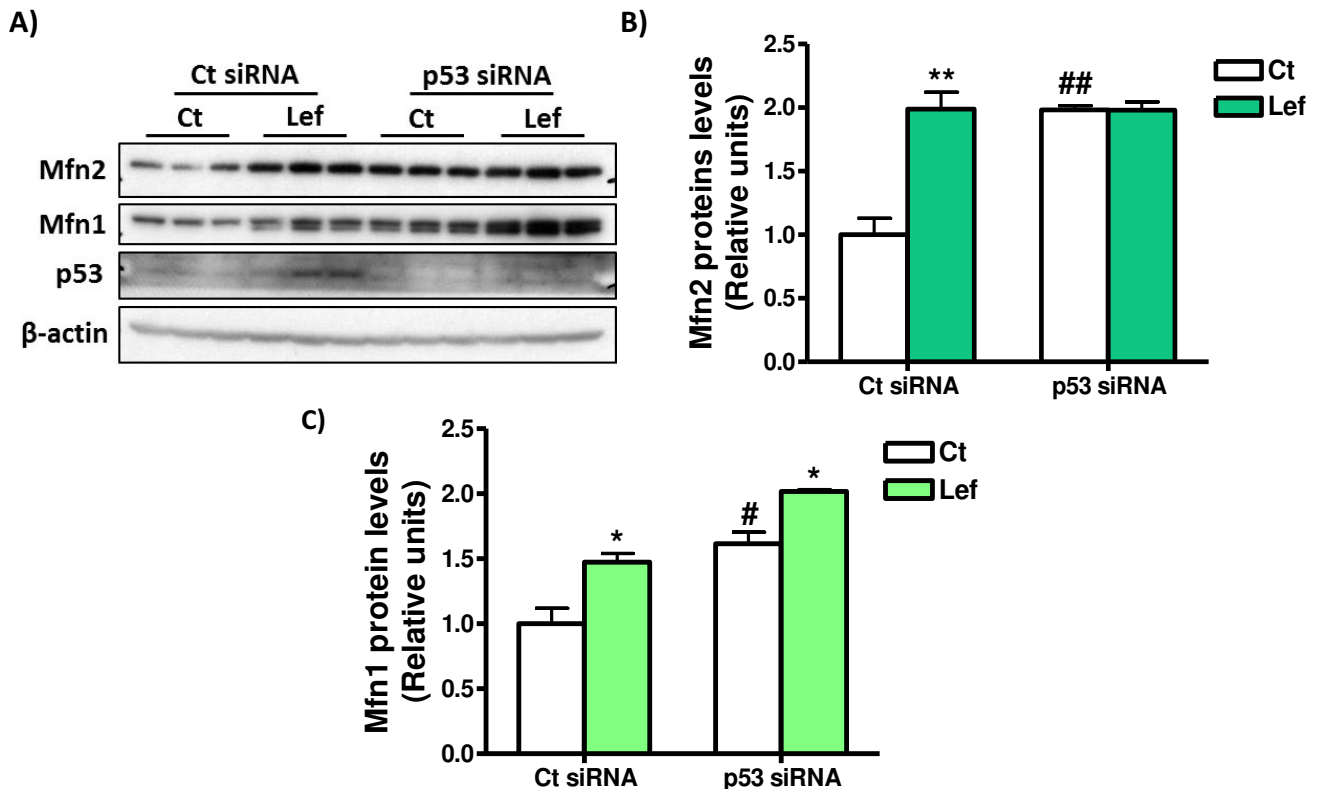 A)
Ct siRNA p53 siRNA
Ct Lef Ct Lef
Mfn2
Mfn1
p53
β-actin
B)
Mfn2 proteins levels
(Relative units)
2.5
2.0
1.5
1.0
0.5
0.0
**
##
Ct
Lef
Ct siRNA p53 siRNA
C)
Mfn1 protein levels
(Relative units)
2.5
2.0
1.5
1.0
0.5
0.0
*
#
*
Ct
Lef
Ct siRNA p53 siRNA